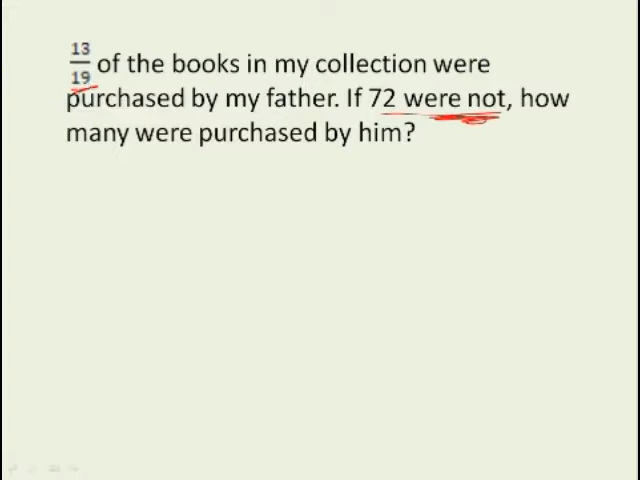 13/19 of the books in my collection were
purchased by my father. If 72 were not, how
many were purchased by him?